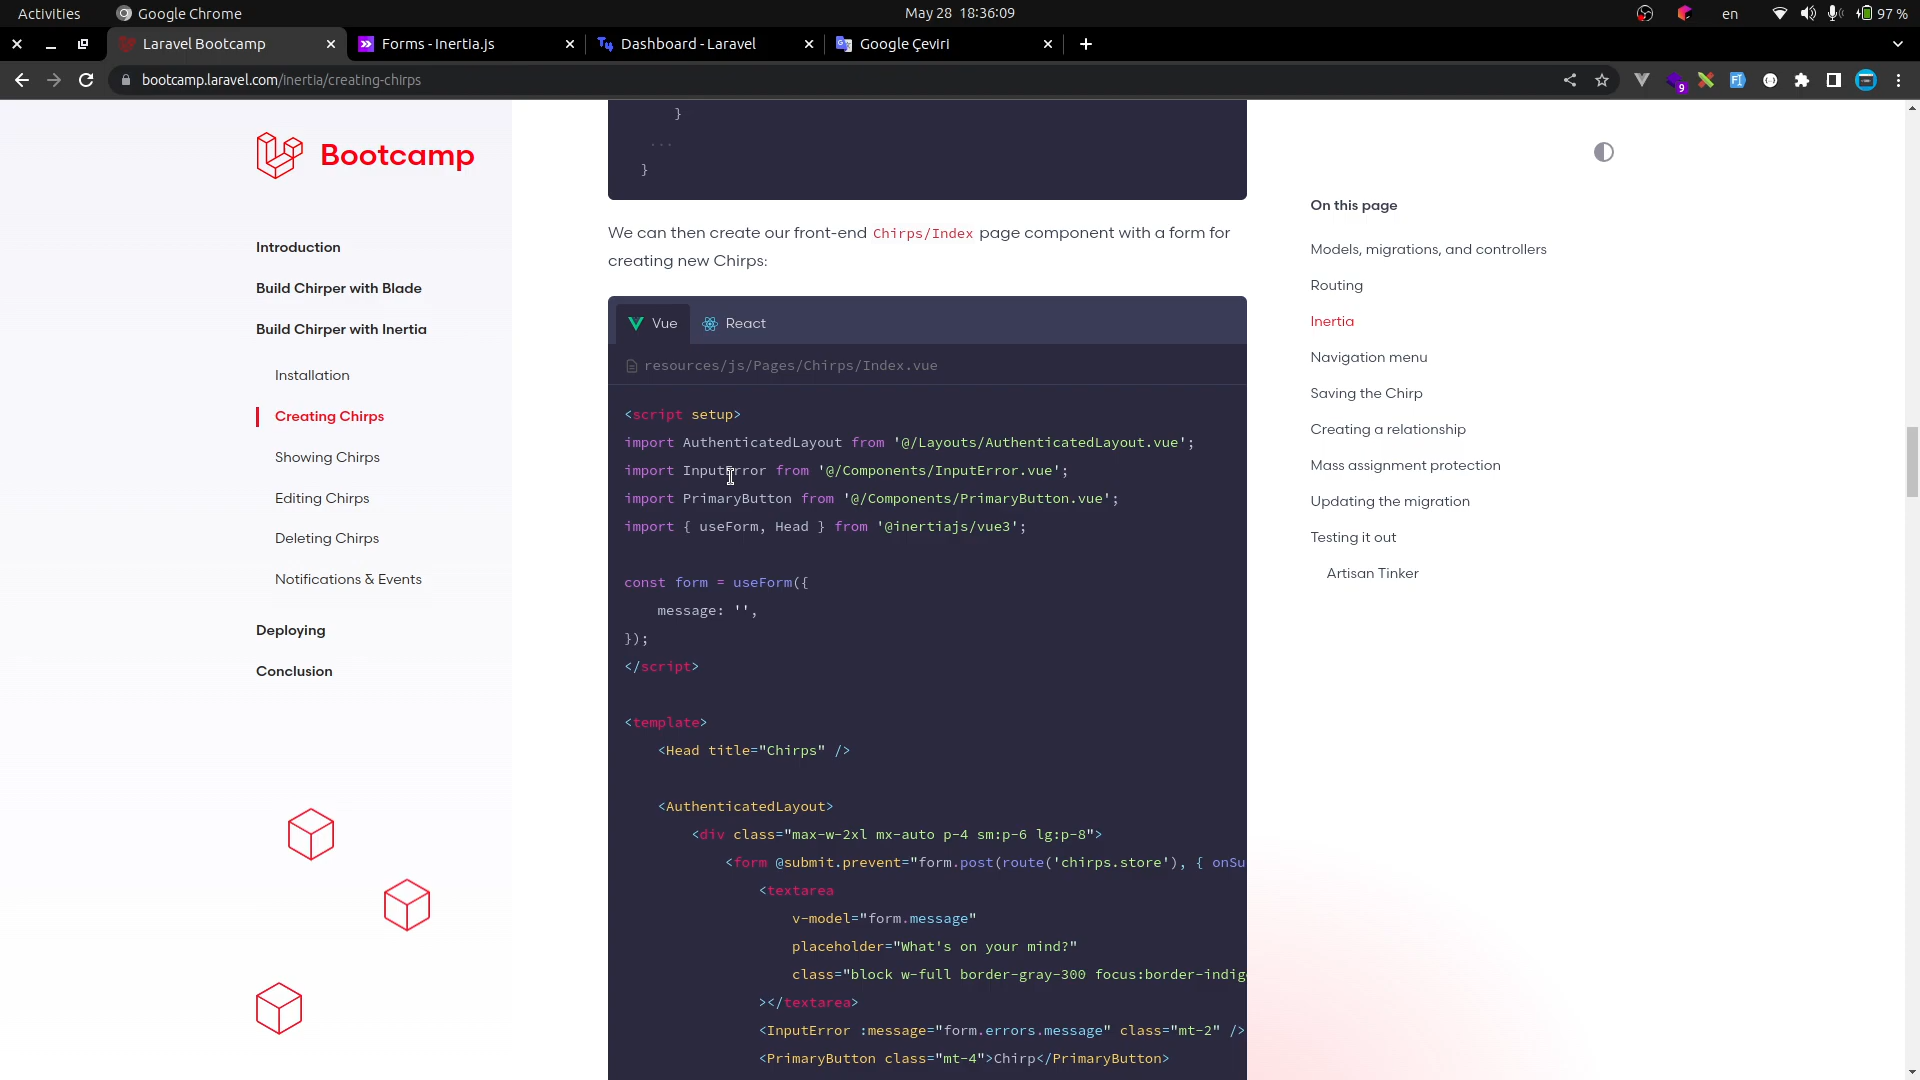 Activities
Google Chrome
May 28 18:36:09
en
97 %
Laravel Bootcamp
Forms - Inertia.js
Dashboard - Laravel
Google Çeviri
bootcamp.laravel.com/inertia/creating-chirps
9
Bootcamp
Introduction
Build Chirper with Blade
Build Chirper with Inertia
Installation
Creating Chirps
Showing Chirps
Editing Chirps
Deleting Chirps
Notifications & Events
Deploying
Conclusion
}
...
}
We can then create our front-end Chirps/Index page component with a form for
creating new Chirps:
Vue
React
resources/js/Pages/Chirps/Index.vue
<script setup>
import AuthenticatedLayout from '@/Layouts/AuthenticatedLayout.vue';
import InputError from '@/Components/InputError.vue';
import PrimaryButton from '@/Components/PrimaryButton.vue';
import { useForm, Head } from '@inertiajs/vue3';
const form = useForm({
message: '',
});
</script>
<template>
<Head title="Chirps" />
<AuthenticatedLayout>
<div class="max-w-2xl mx-auto p-4 sm:p-6 lg:p-8">
<form @submit.prevent="form.post(route('chirps.store'), { onSu
<textarea
v-model="form.message"
placeholder="What's on your mind?"
class="block w-full border-gray-300 focus:border-indig
></textarea>
<InputError :message="form.errors.message" class="mt-2" />
<PrimaryButton class="mt-4">Chirp</PrimaryButton>
On this page
Models, migrations, and controllers
Routing
Inertia
Navigation menu
Saving the Chirp
Creating a relationship
Mass assignment protection
Updating the migration
Testing it out
Artisan Tinker